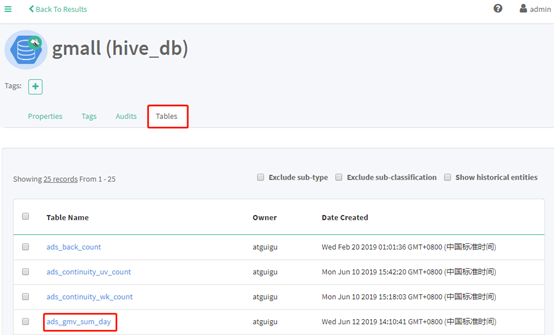 Back To Results
admin
gmall (hive_db)
Tags:
Properties Tags Audits Tables
Showing 25 records From 1 - 25
Exclude sub-type Exclude sub-classification Show historical entities
Table Name Owner Date Created
ads_back_count atguigu Wed Feb 20 2019 01:01:36 GMT+0800 (中国标准时间)
ads_continuity_uv_count atguigu Mon Jun 10 2019 15:42:20 GMT+0800 (中国标准时间)
ads_continuity_wk_count atguigu Mon Jun 10 2019 15:18:03 GMT+0800 (中国标准时间)
ads_gmv_sum_day atguigu Wed Jun 12 2019 14:10:41 GMT+0800 (中国标准时间)